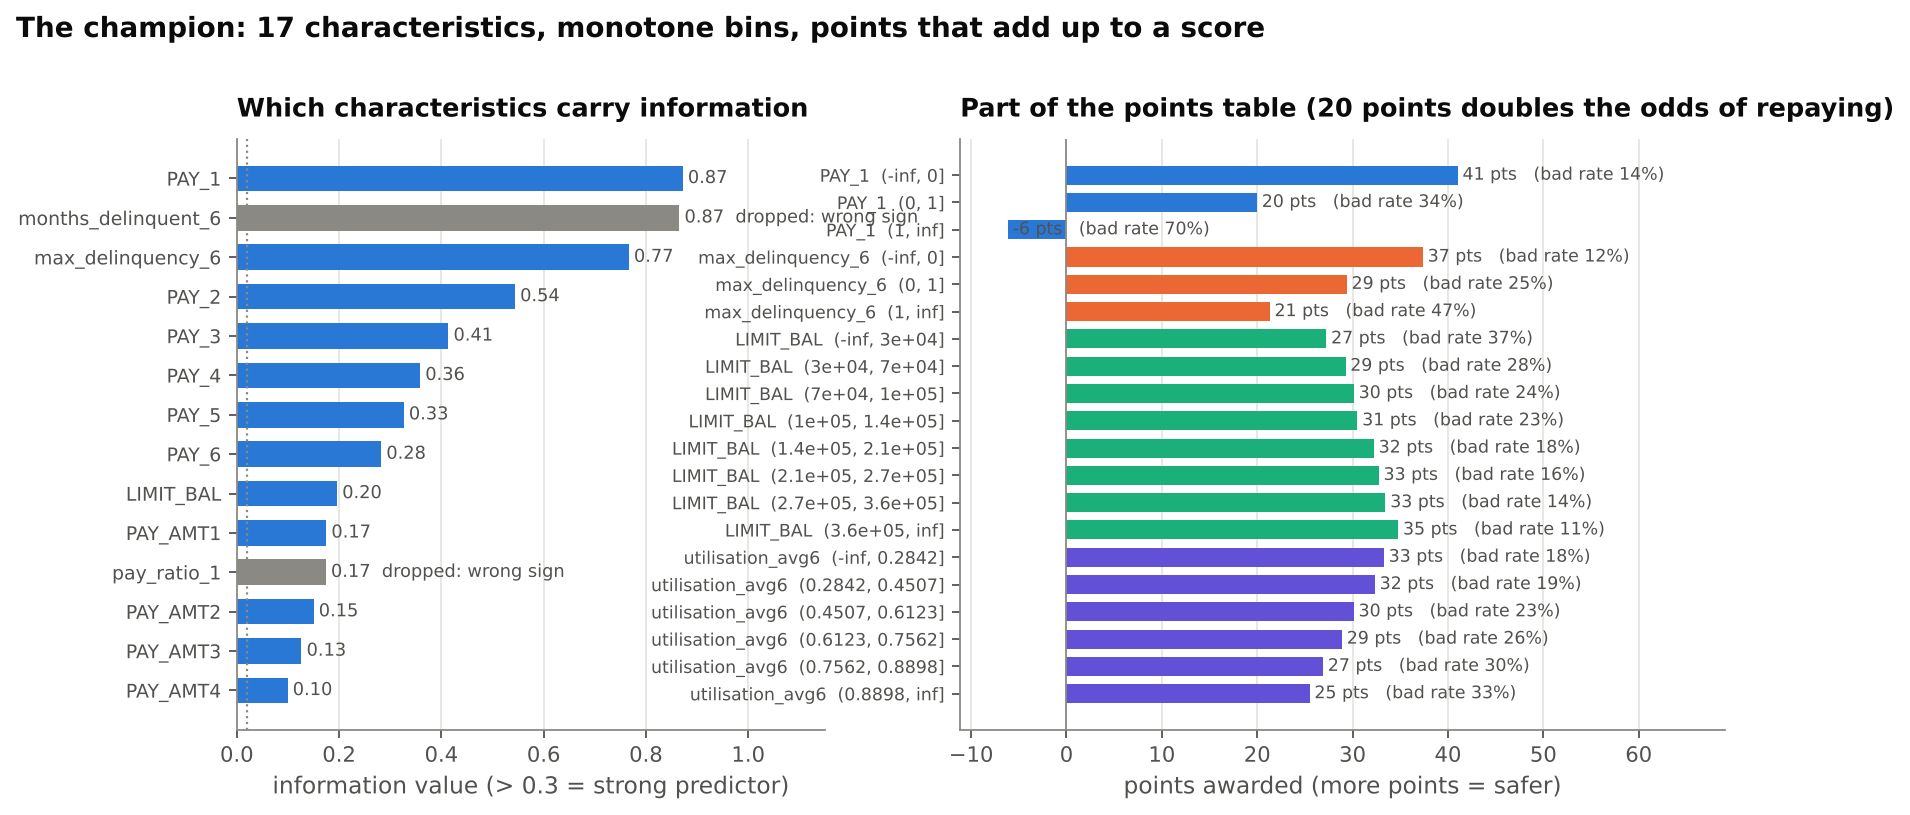 The champion: 17 characteristics, monotone bins, points that add up to a score
Which characteristics carry information
PAY_1 0.87
months_delinquent_6 0.87 dropped: wrong sign
max_delinquency_6 0.77
PAY_2 0.54
PAY_3 0.41
PAY_4 0.36
PAY_5 0.33
PAY_6 0.28
LIMIT_BAL 0.20
PAY_AMT1 0.17
pay_ratio_1 0.17 dropped: wrong sign
PAY_AMT2 0.15
PAY_AMT3 0.13
PAY_AMT4 0.10
0.0 0.2 0.4 0.6 0.8 1.0
information value (> 0.3 = strong predictor)
Part of the points table (20 points doubles the odds of repaying)
PAY_1 (-inf, 0] 41 pts (bad rate 14%)
PAY_1 (0, 1] 20 pts (bad rate 34%)
PAY_1 (1, inf] -6 pts (bad rate 70%)
max_delinquency_6 (-inf, 0] 37 pts (bad rate 12%)
max_delinquency_6 (0, 1] 29 pts (bad rate 25%)
max_delinquency_6 (1, inf] 21 pts (bad rate 47%)
LIMIT_BAL (-inf, 3e+04] 27 pts (bad rate 37%)
LIMIT_BAL (3e+04, 7e+04] 29 pts (bad rate 28%)
LIMIT_BAL (7e+04, 1e+05] 30 pts (bad rate 24%)
LIMIT_BAL (1e+05, 1.4e+05] 31 pts (bad rate 23%)
LIMIT_BAL (1.4e+05, 2.1e+05] 32 pts (bad rate 18%)
LIMIT_BAL (2.1e+05, 2.7e+05] 33 pts (bad rate 16%)
LIMIT_BAL (2.7e+05, 3.6e+05] 33 pts (bad rate 14%)
LIMIT_BAL (3.6e+05, inf] 35 pts (bad rate 11%)
utilisation_avg6 (-inf, 0.2842] 33 pts (bad rate 18%)
utilisation_avg6 (0.2842, 0.4507] 32 pts (bad rate 19%)
utilisation_avg6 (0.4507, 0.6123] 30 pts (bad rate 23%)
utilisation_avg6 (0.6123, 0.7562] 29 pts (bad rate 26%)
utilisation_avg6 (0.7562, 0.8898] 27 pts (bad rate 30%)
utilisation_avg6 (0.8898, inf] 25 pts (bad rate 33%)
−10 0 10 20 30 40 50 60
points awarded (more points = safer)